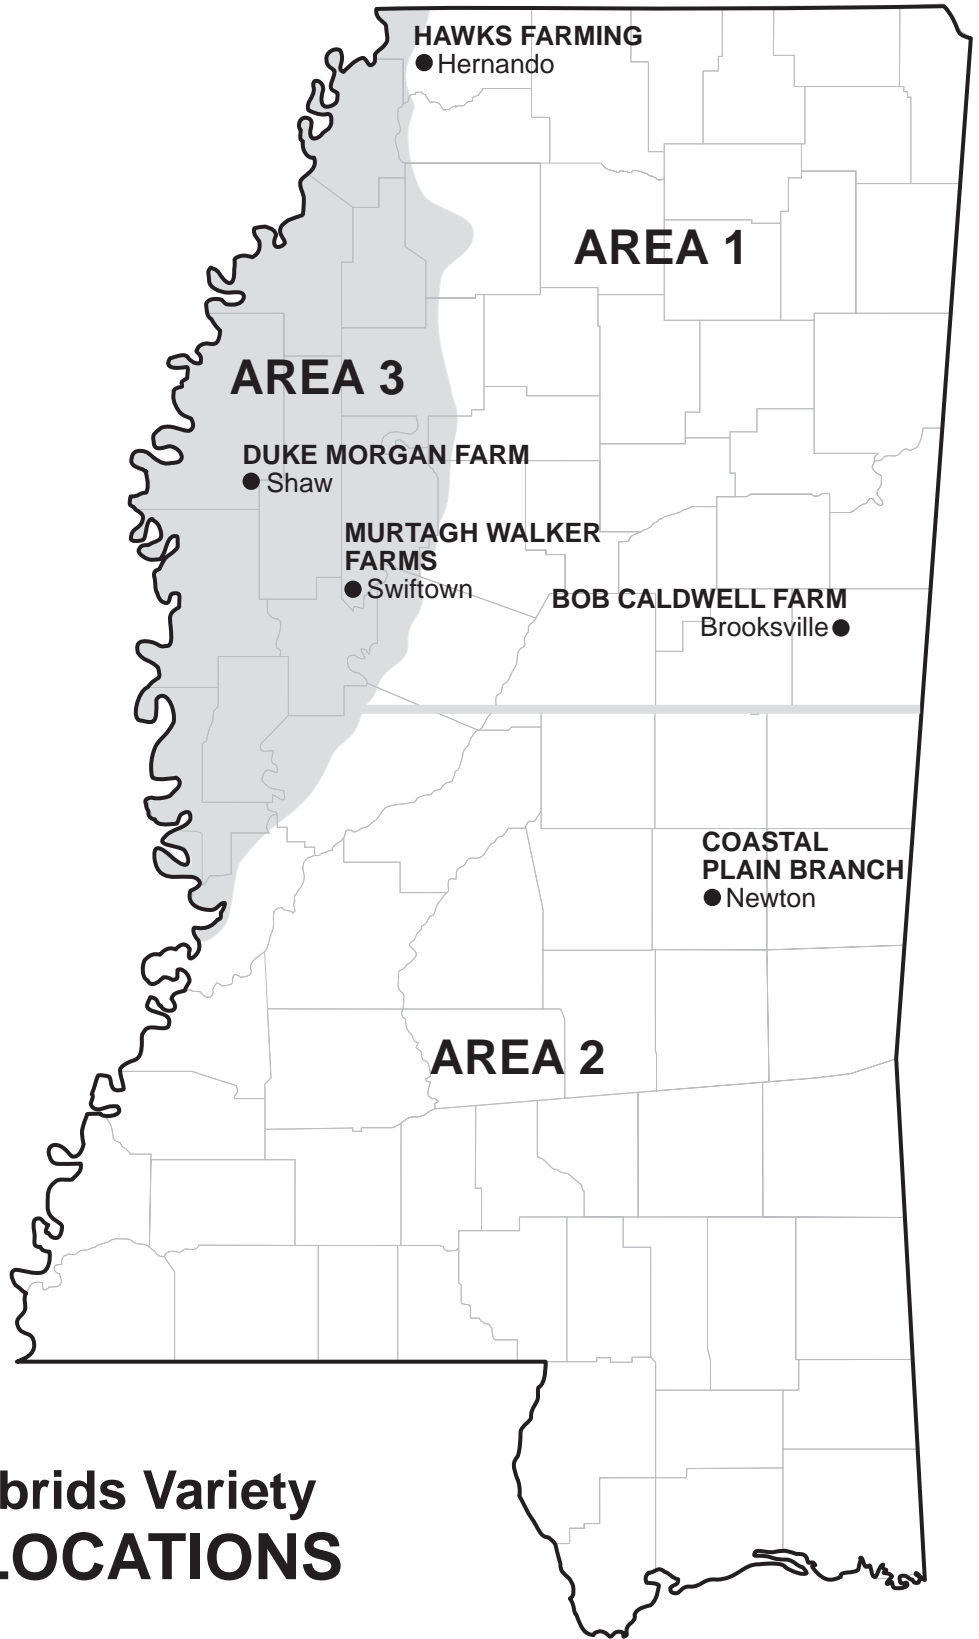 HAWKS FARMING
Hernando
AREA 1
AREA 3
DUKE MORGAN FARM
Shaw
MURTAGH WALKER
FARMS
Swiftown
BOB CALDWELL FARM
Brooksville
COASTAL
PLAIN BRANCH
Newton
AREA 2
brids Variety
LOCATIONS